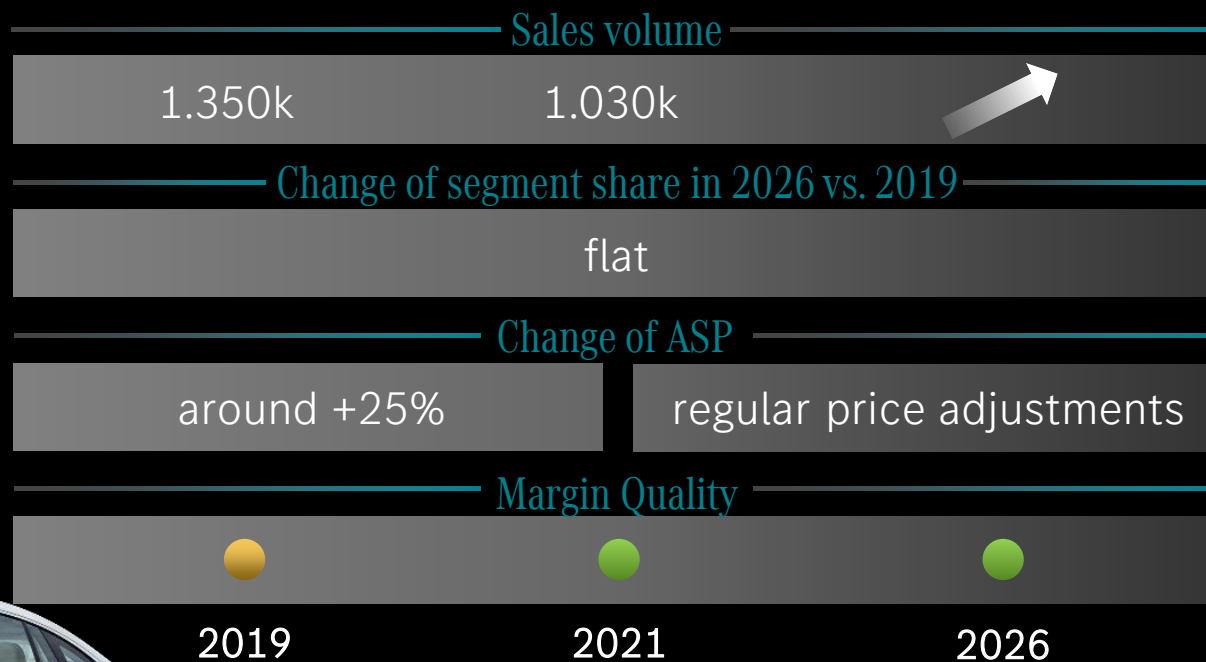 Sales volume
1.350k 1.030k
Change of segment share in 2026 vs. 2019
flat
Change of ASP
around +25% regular price adjustments
Margin Quality
2019 2021 2026